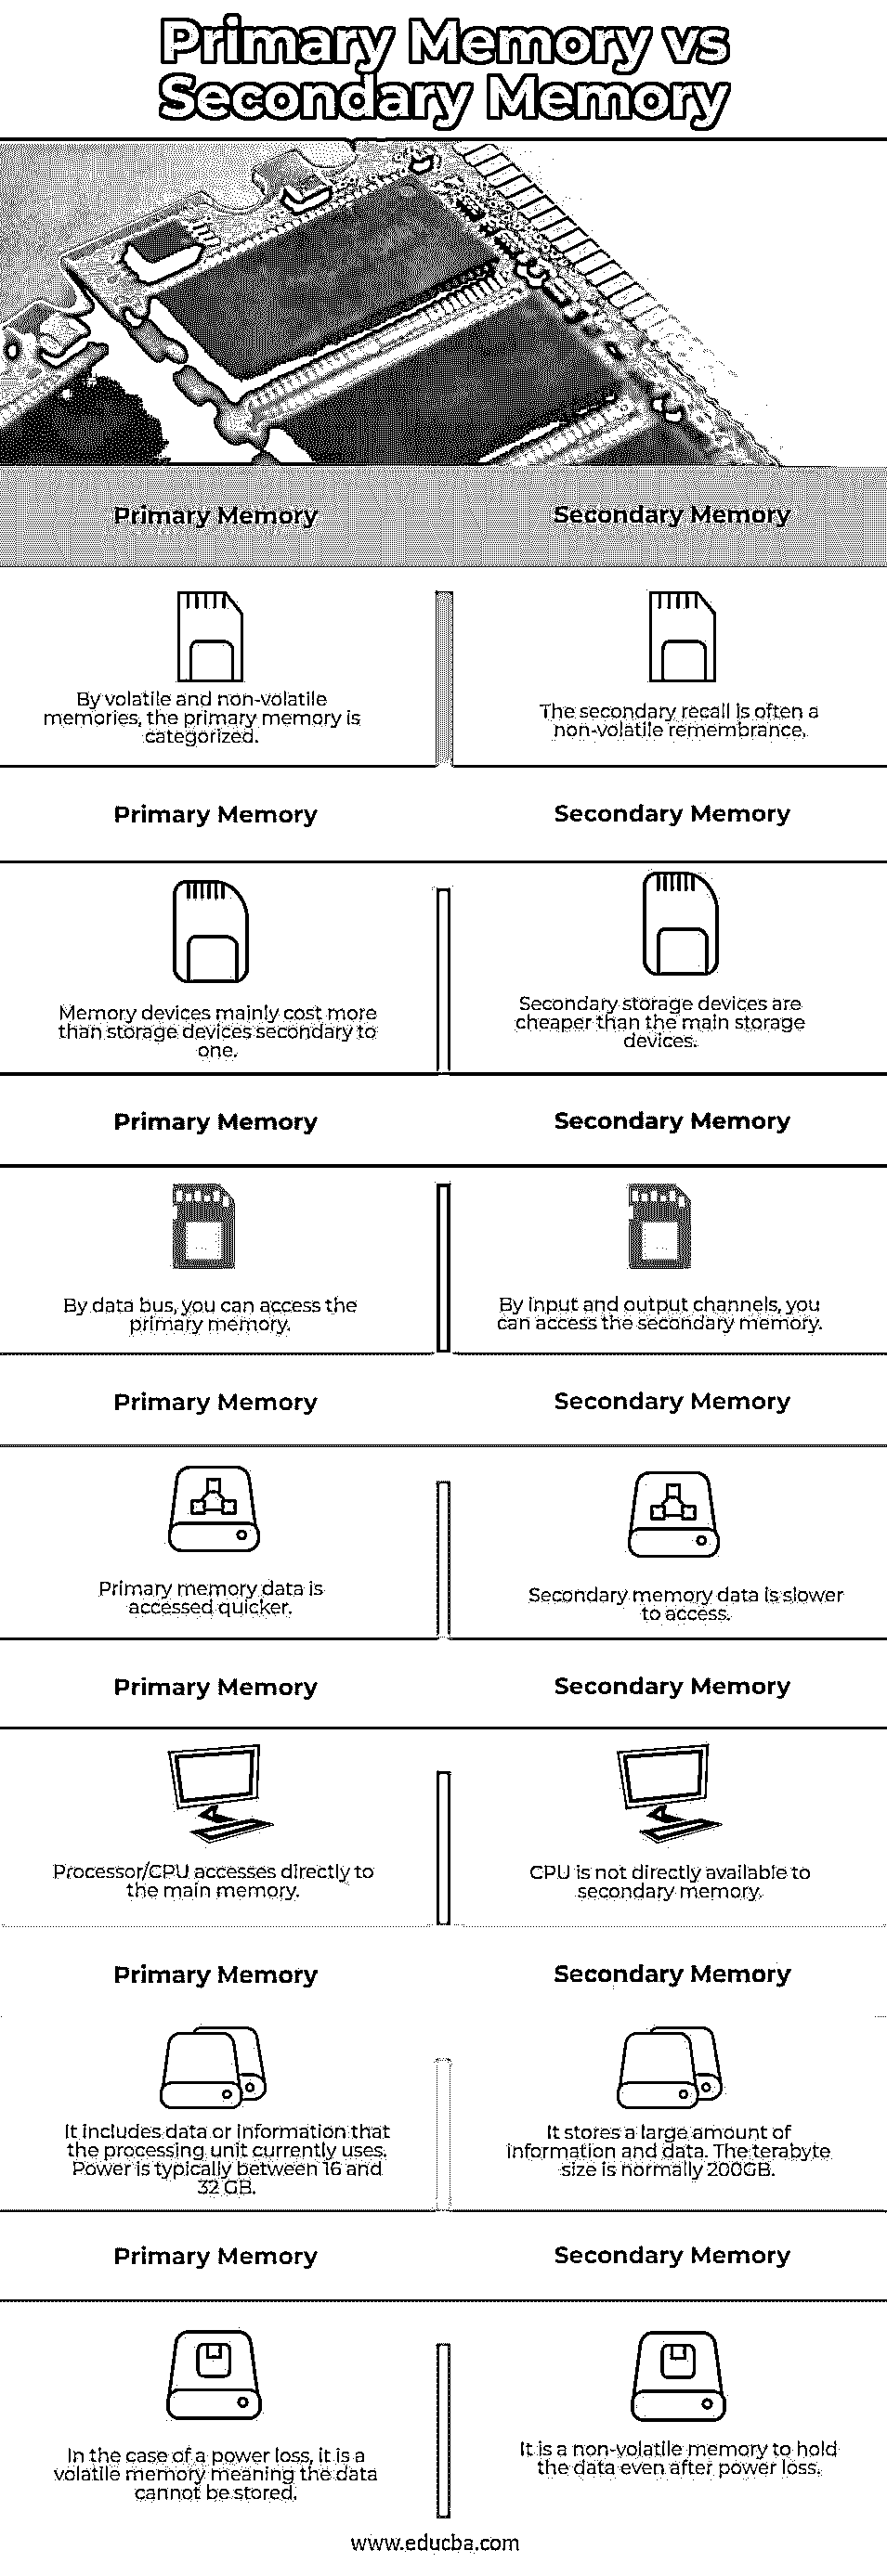 Primary Memory vs
Secondary Memory
Primary Memory
Secondary Memory
By volatile and non-volatile
memories, the primary memory is
categorized.
The secondary recall is often a
non-volatile remembrance.
Primary Memory
Secondary Memory
Memory devices mainly cost more
than storage devices secondary to
one.
Secondary storage devices are
cheaper than the main storage
devices.
Primary Memory
Secondary Memory
By data bus, you can access the
primary memory.
By input and output channels, you
can access the secondary memory.
Primary Memory
Secondary Memory
Primary memory data is
accessed quicker.
Secondary memory data is slower
to access.
Primary Memory
Secondary Memory
Processor/CPU accesses directly to
the main memory.
CPU is not directly available to
secondary memory.
Primary Memory
Secondary Memory
It includes data or information that
the processing unit currently uses.
Power is typically between 16 and
32 GB.
It stores a large amount of
information and data. The terabyte
size is normally 200GB.
Primary Memory
Secondary Memory
In the case of a power loss, it is a
volatile memory meaning the data
cannot be stored.
It is a non-volatile memory to hold
the data even after power loss.
www.educba.com